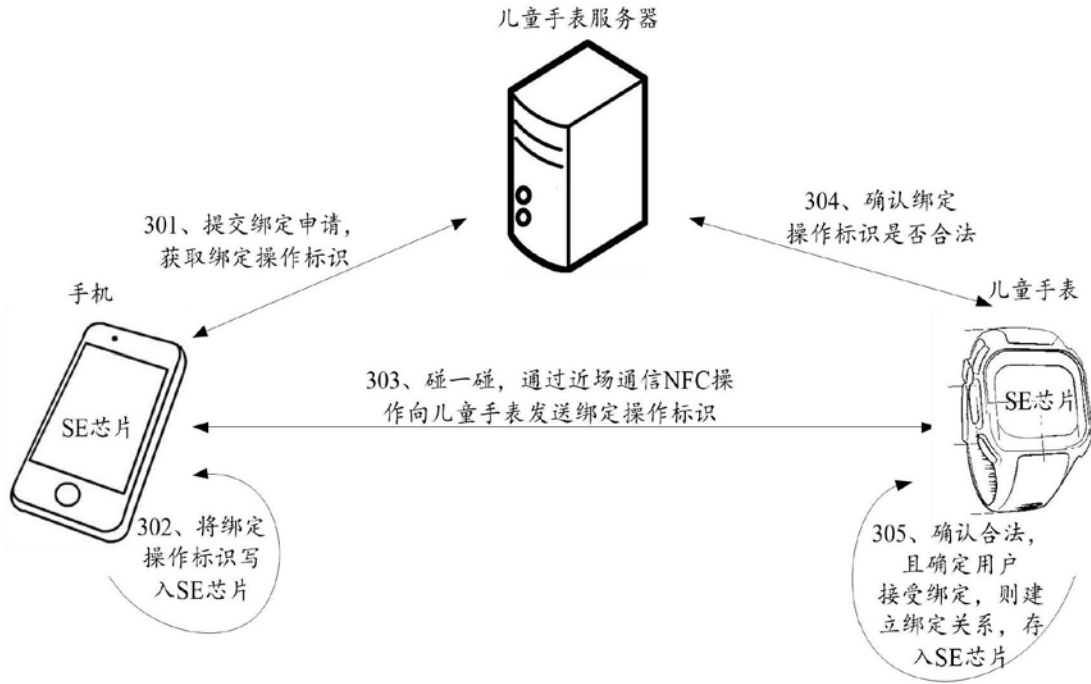 儿童手表服务器
301、提交绑定申请,
获取绑定操作标识
304、确认绑定
操作标识是否合法
手机
儿童手表
303、碰一碰，通过近场通信NFC操
作向儿童手表发送绑定操作标识
SE芯片
SE芯片
302、将绑定
操作标识写
入SE芯片
305、确认合法，
且确定用户
接受绑定，则建
立绑定关系，存
入SE芯片